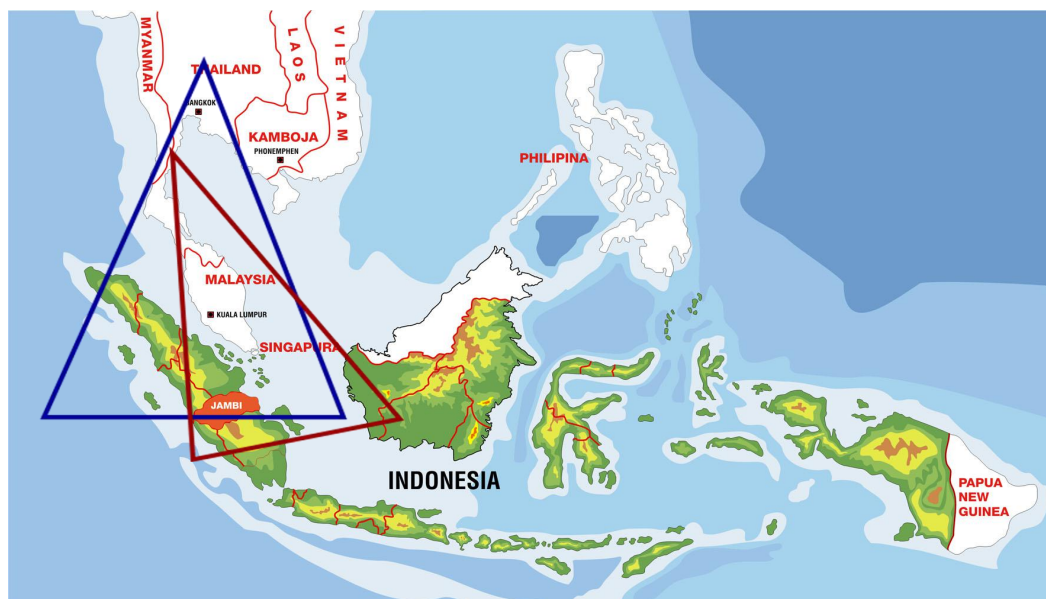 MYANMAR
THAILAND
BANGKOK
LAOS
VIETNAM
KAMBOJA
PHONEMPHEN
PHILIPINA
MALAYSIA
KUALA LUMPUR
SINGAPURA
JAMBI
INDONESIA
PAPUA
NEW
GUINEA